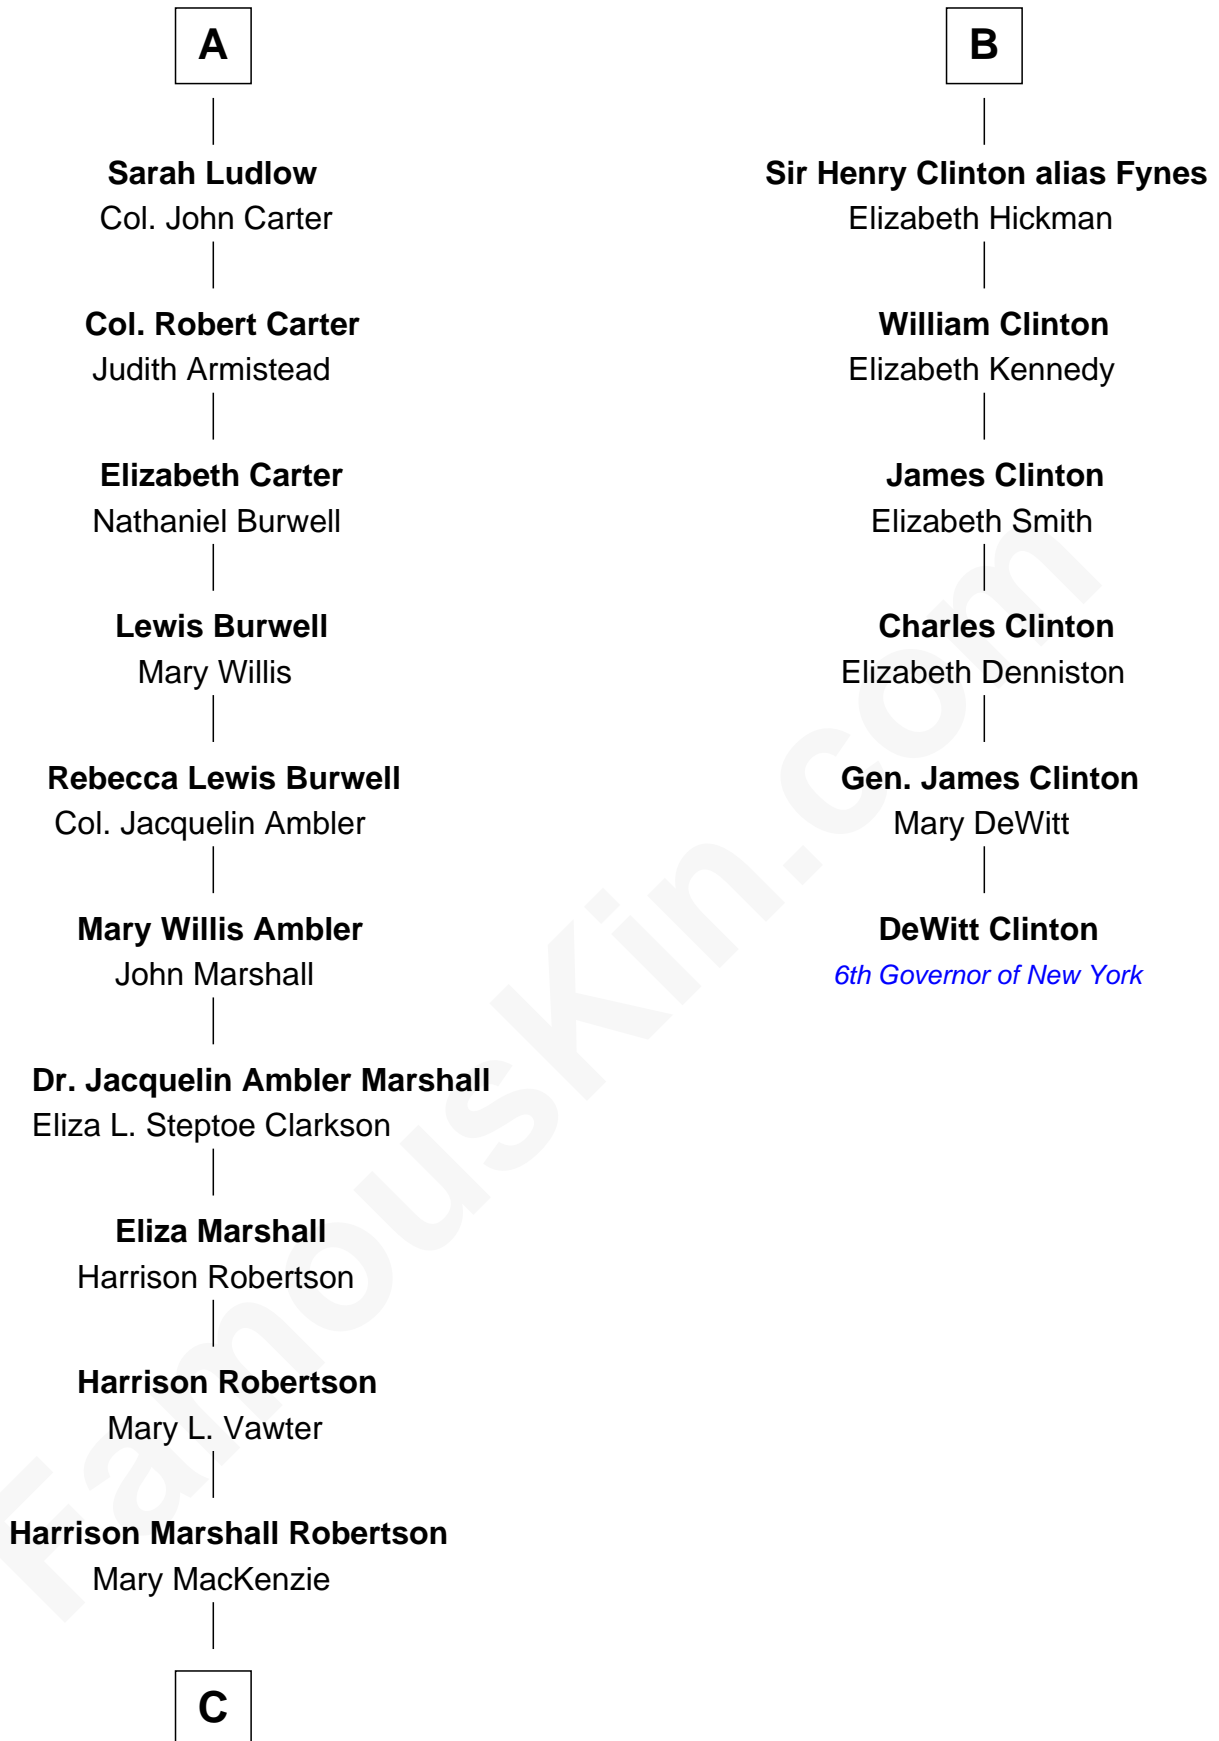 A
Sarah Ludlow
Col. John Carter
Col. Robert Carter
Judith Armistead
Elizabeth Carter
Nathaniel Burwell
Lewis Burwell
Mary Willis
Rebecca Lewis Burwell
Col. Jacquelin Ambler
Mary Willis Ambler
John Marshall
Dr. Jacquelin Ambler Marshall
Eliza L. Steptoe Clarkson
Eliza Marshall
Harrison Robertson
Harrison Robertson
Mary L. Vawter
Harrison Marshall Robertson
Mary MacKenzie
C
B
Sir Henry Clinton alias Fynes
Elizabeth Hickman
William Clinton
Elizabeth Kennedy
James Clinton
Elizabeth Smith
Charles Clinton
Elizabeth Denniston
Gen. James Clinton
Mary DeWitt
DeWitt Clinton
6th Governor of New York
FamousKin.com